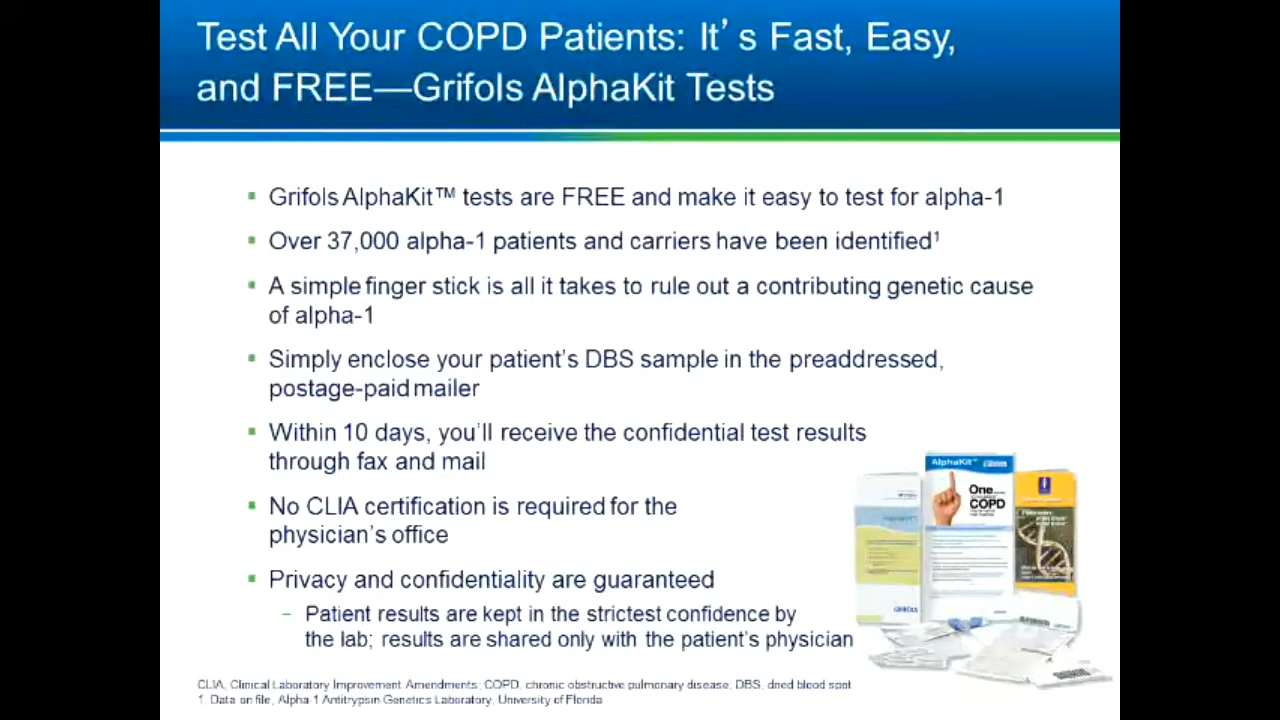 Test All Your COPD Patients: It's Fast, Easy,
and FREE—Grifols AlphaKit Tests
▪ Grifols AlphaKit™ tests are FREE and make it easy to test for alpha-1
▪ Over 37,000 alpha-1 patients and carriers have been identified¹
▪ A simple finger stick is all it takes to rule out a contributing genetic cause
of alpha-1
▪ Simply enclose your patient's DBS sample in the preaddressed,
postage-paid mailer
▪ Within 10 days, you'll receive the confidential test results
through fax and mail
▪ No CLIA certification is required for the
physician's office
▪ Privacy and confidentiality are guaranteed
– Patient results are kept in the strictest confidence by
the lab; results are shared only with the patient's physician
AlphaKit™
One
COPD
GRIFOLS
CLIA, Clinical Laboratory Improvement Amendments; COPD, chronic obstructive pulmonary disease; DBS, dried blood spot
1. Data on file, Alpha-1 Antitrypsin Genetics Laboratory, University of Florida